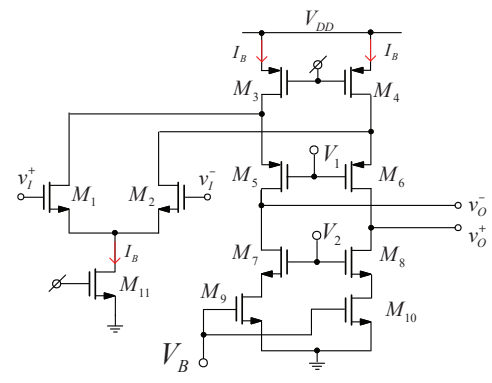 V_DD
I_B I_B
M_3 M_4
v_I^+ M_1 M_2 v_I^- M_5 V_1 M_6
v_O^-
v_O^+
I_B M_7 V_2 M_8
M_11 M_9 M_10
V_B